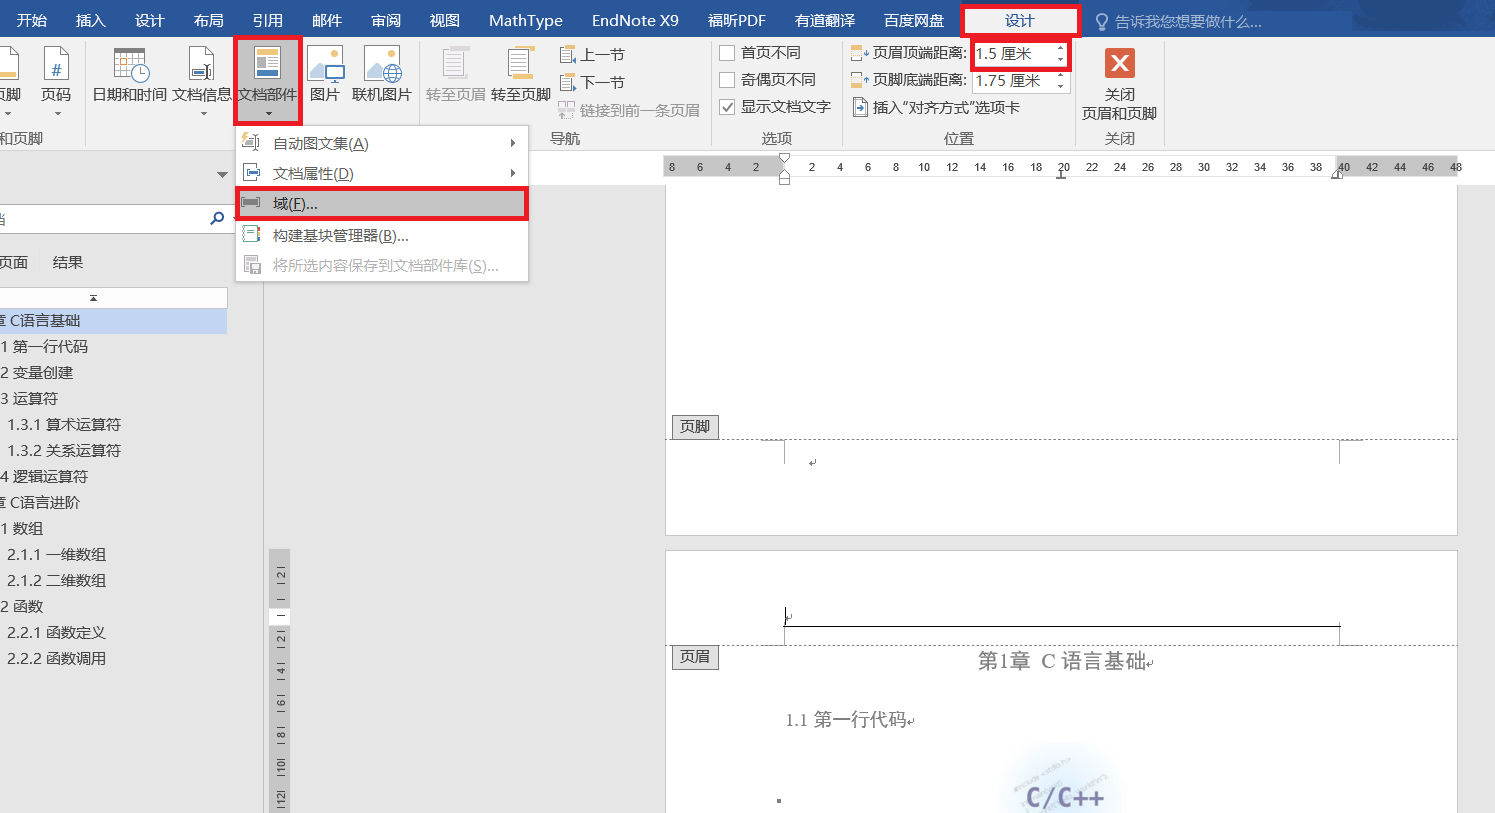 开始 插入 设计 布局 引用 邮件 审阅 视图 MathType EndNote X9 福昕PDF 有道翻译 百度网盘 设计 告诉我您想要做什么...
页脚 页码 日期和时间 文档信息 文档部件 图片 联机图片 转至页眉 转至页脚
上一节
下一节
链接到前一条页眉
首页不同
奇偶页不同
显示文档文字
页眉顶端距离: 1.5 厘米
页脚底端距离: 1.75 厘米
插入“对齐方式”选项卡
关闭
页眉和页脚
和页脚 导航 选项 位置 关闭
自动图文集(A)
文档属性(D)
域(F)...
构建基块管理器(B)...
将所选内容保存到文档部件库(S)...
8 6 4 2 2 4 6 8 10 12 14 16 18 20 22 24 26 28 30 32 34 36 38 40 42 44 46 48
页面 结果
章 C语言基础
1 第一行代码
2 变量创建
3 运算符
1.3.1 算术运算符
1.3.2 关系运算符
4 逻辑运算符
章 C语言进阶
1 数组
2.1.1 一维数组
2.1.2 二维数组
2 函数
2.2.1 函数定义
2.2.2 函数调用
2
2
4
6
8
10
12
页脚
页眉
第1章 C 语言基础
1.1 第一行代码
C/C++